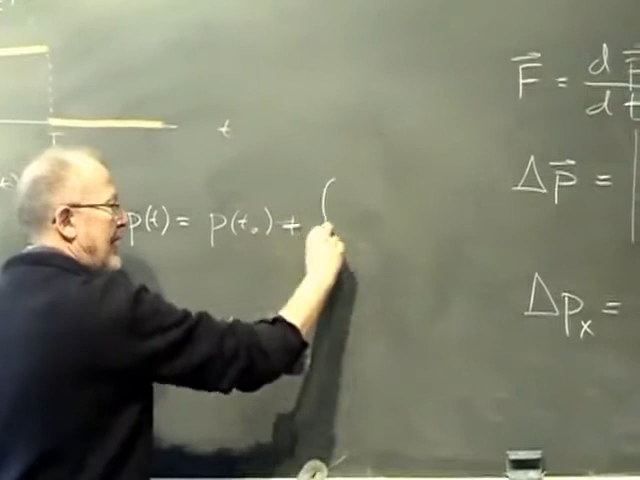 t
p(t) = p(t₀) + ∫
F⃗ = d p⃗ / d t
Δp⃗ =
Δpₓ =